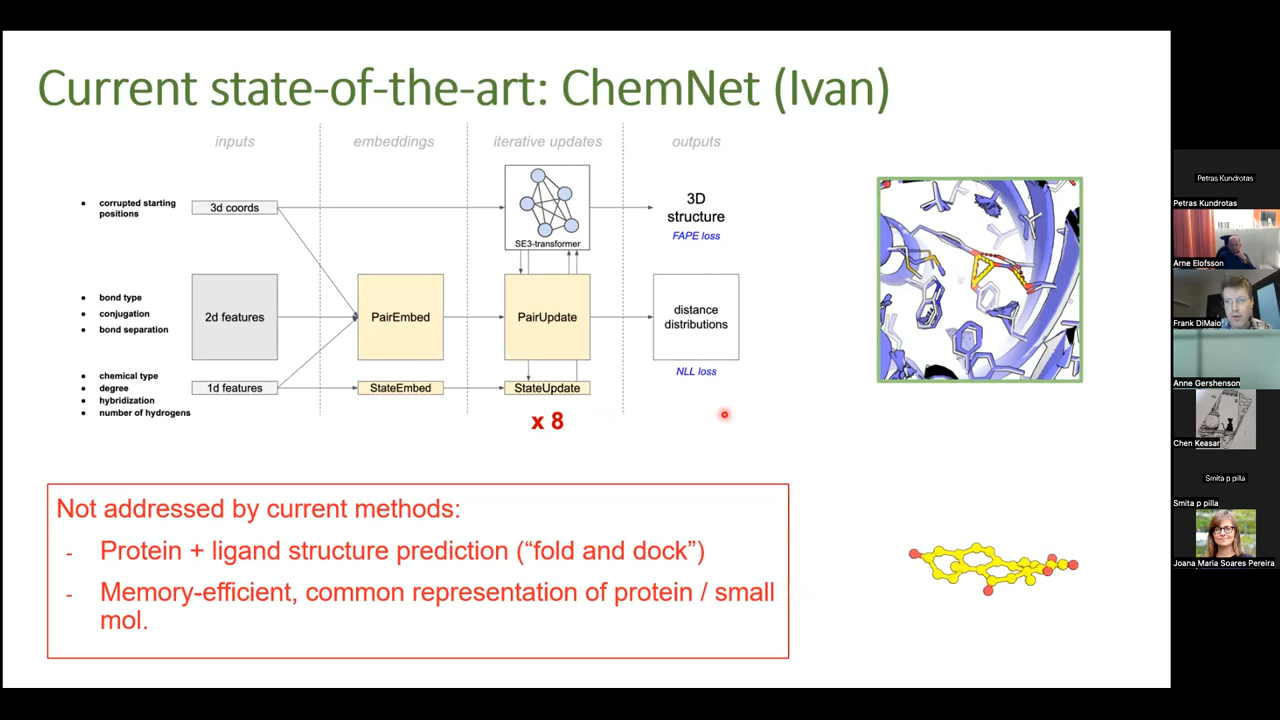 Current state-of-the-art: ChemNet (Ivan)
inputs
embeddings
iterative updates
outputs
corrupted starting
positions
3d coords
SE3-transformer
3D
structure
FAPE loss
bond type
conjugation
bond separation
2d features
PairEmbed
PairUpdate
distance
distributions
NLL loss
chemical type
degree
hybridization
number of hydrogens
1d features
StateEmbed
StateUpdate
x 8
Not addressed by current methods:
- Protein + ligand structure prediction (“fold and dock”)
- Memory-efficient, common representation of protein / small
mol.
Petras Kundrotas
Petras Kundrotas
Arne Elofsson
Frank DiMaio
Anne Gershenson
Chen Keasar
Smita p pilla
Smita p pilla
Joana Maria Soares Pereira